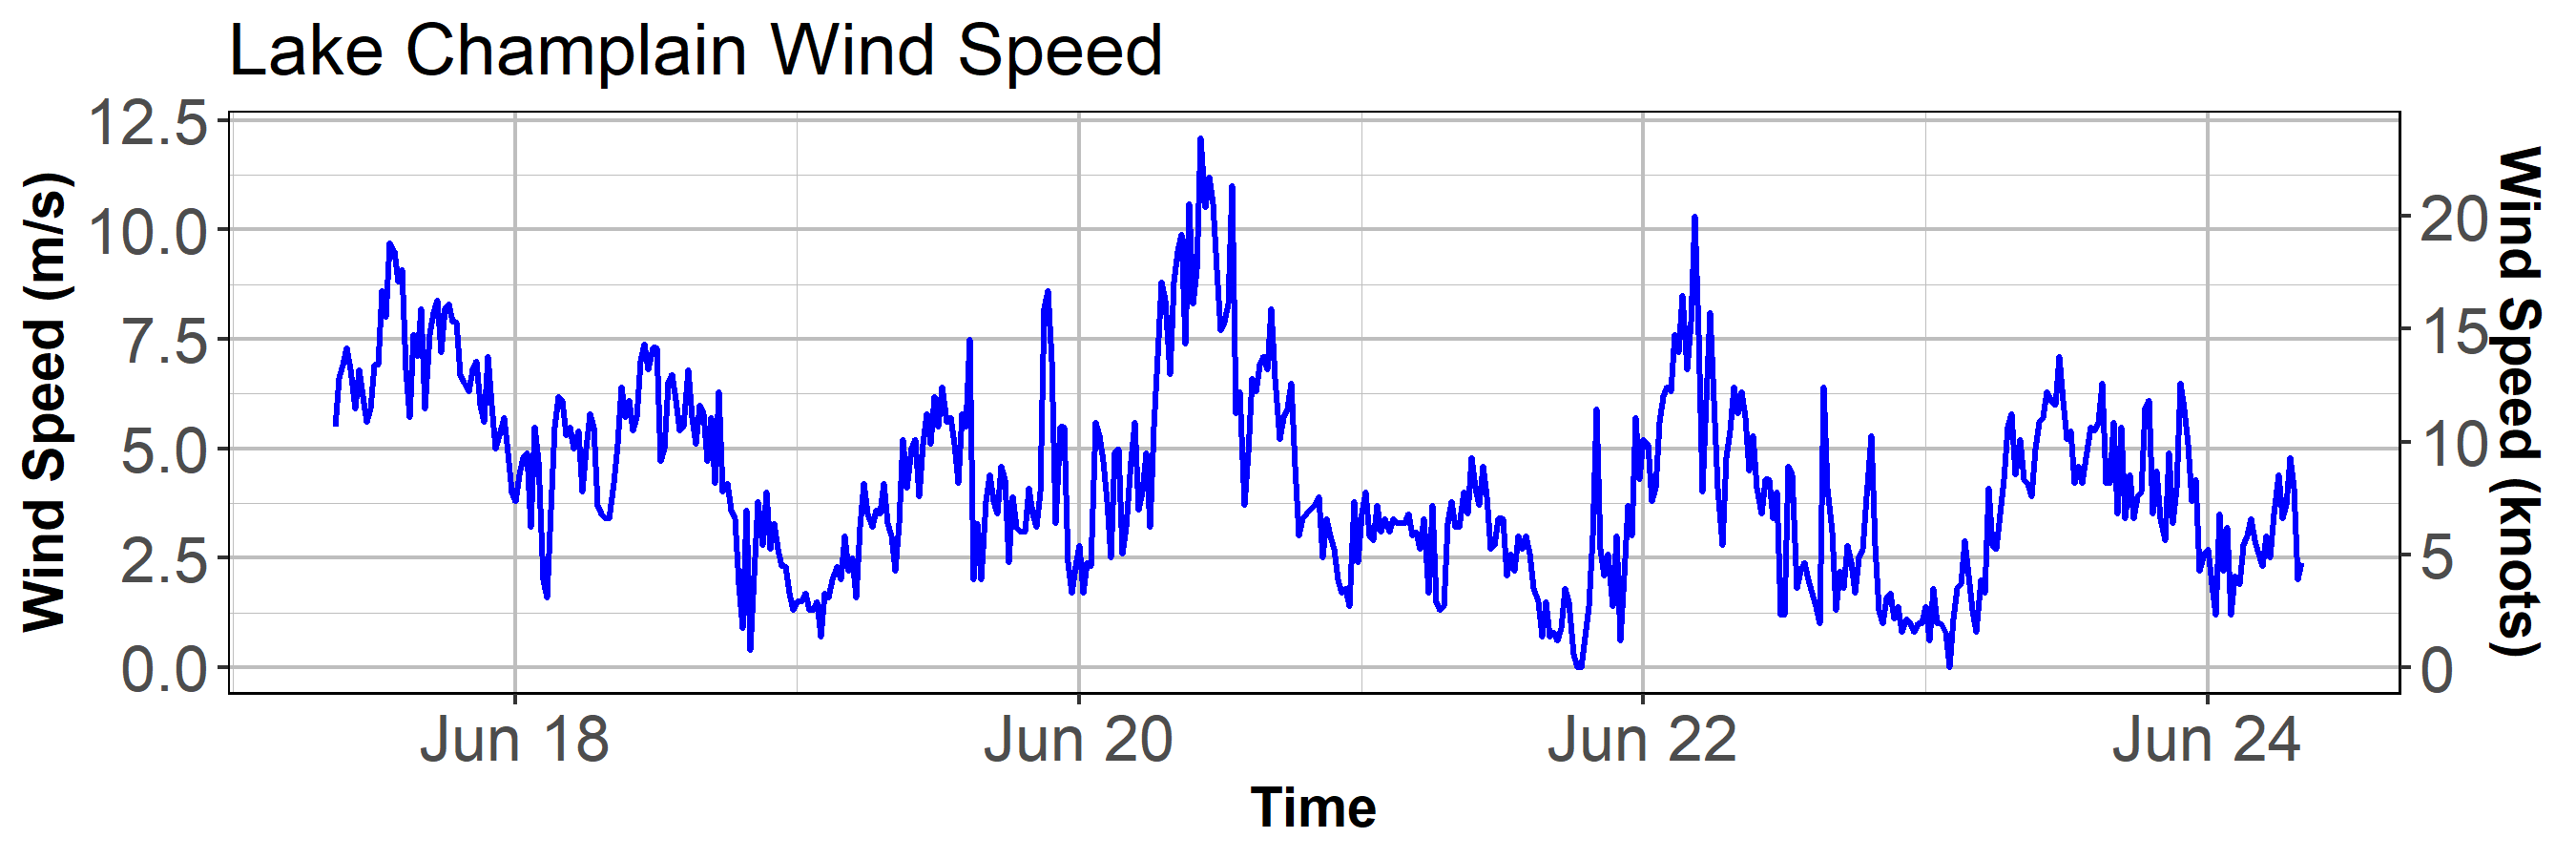 Lake Champlain Wind Speed
12.5
10.0
7.5
5.0
2.5
0.0
Wind Speed (m/s)
20
15
10
5
0
Wind Speed (knots)
Jun 18
Jun 20
Jun 22
Jun 24
Time